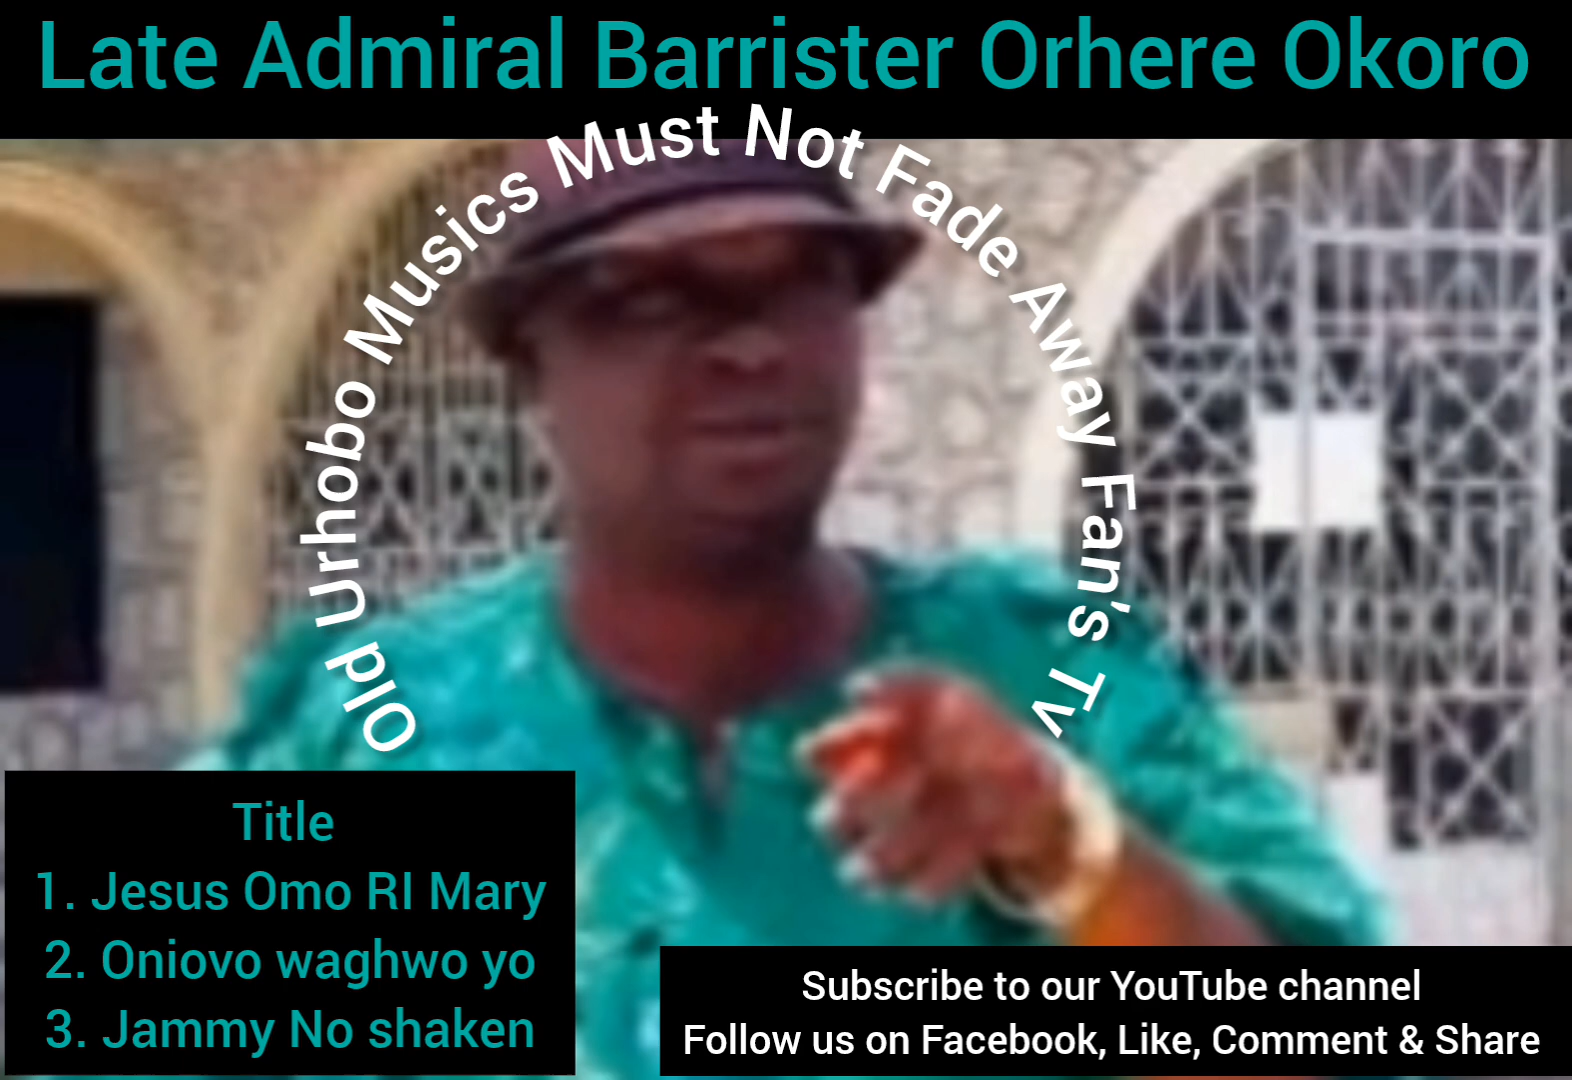 Late Admiral Barrister Orhere Okoro
Old Urhobo Musics Must Not Fade Away Fan's Tv
Title
1. Jesus Omo RI Mary
2. Oniovo waghwo yo
3. Jammy No shaken
Subscribe to our YouTube channel
Follow us on Facebook, Like, Comment & Share